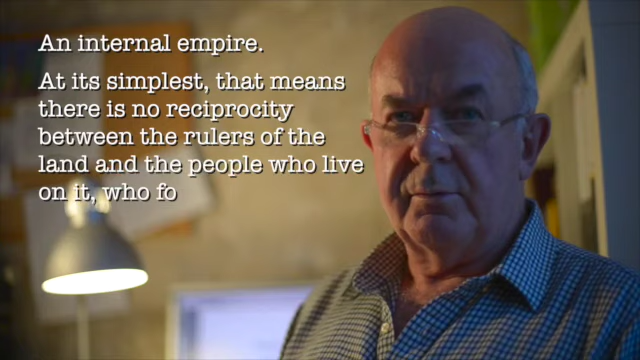 An internal empire.
At its simplest, that means
there is no reciprocity
between the rulers of the
land and the people who live
on it, who fo